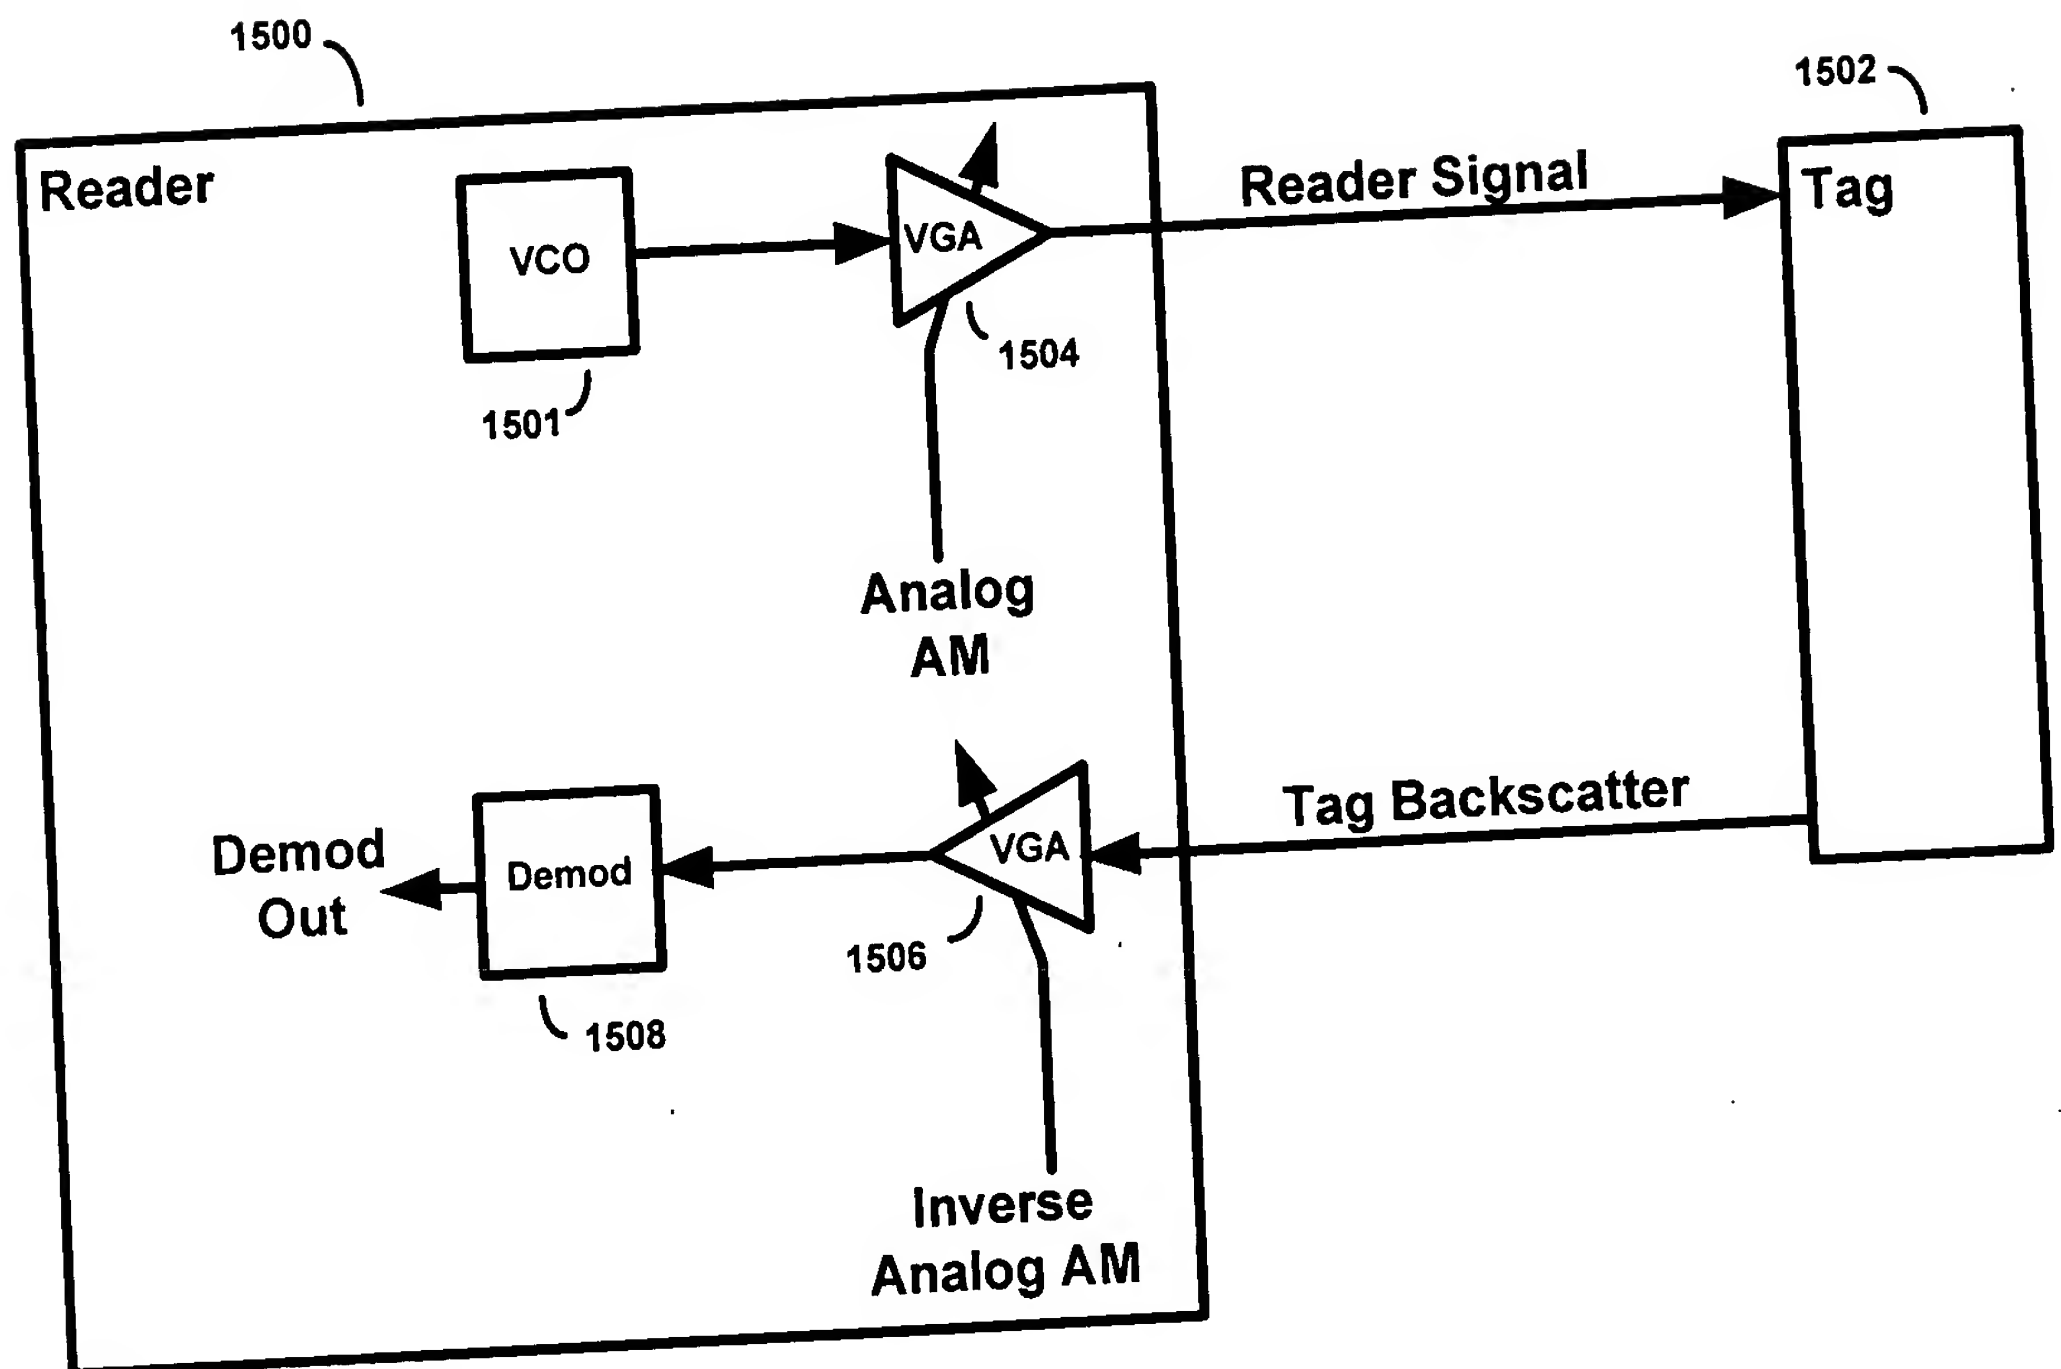 1500
1502
Reader
VCO
VGA
Reader Signal
Tag
1504
1501
Analog
AM
Tag Backscatter
Demod
Out
Demod
VGA
1506
1508
Inverse
Analog AM